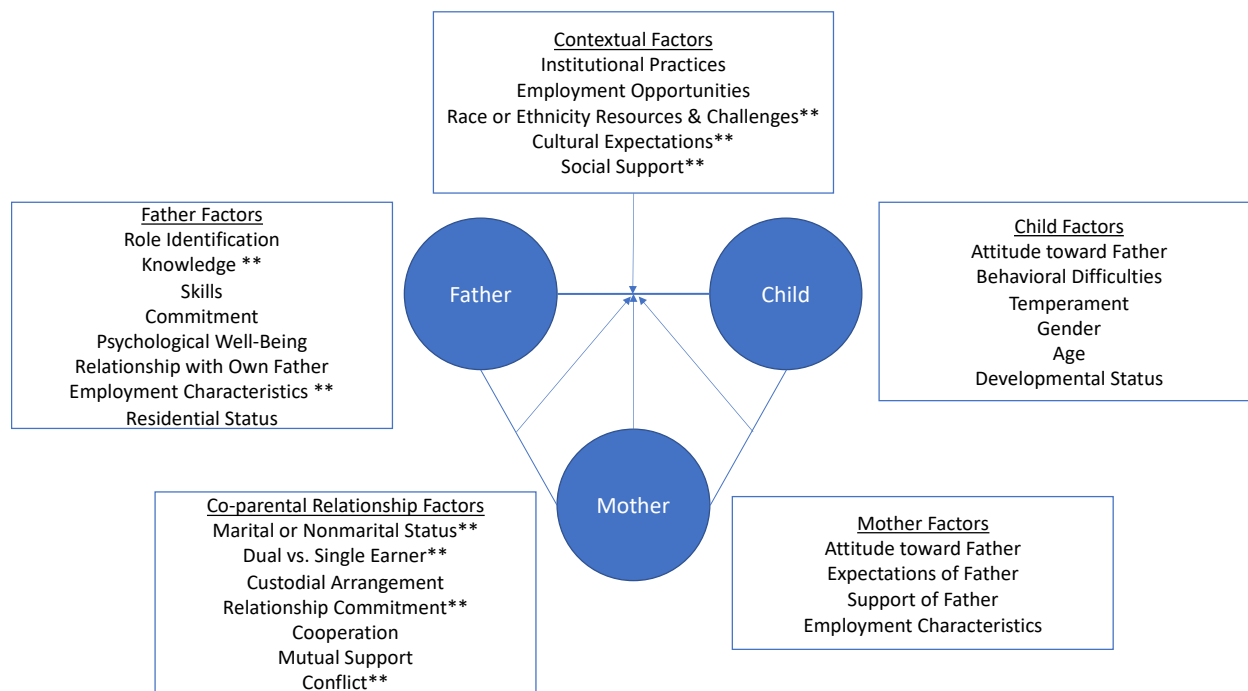 Contextual Factors
Institutional Practices
Employment Opportunities
Race or Ethnicity Resources & Challenges**
Cultural Expectations**
Social Support**
Father Factors
Role Identification
Knowledge **
Skills
Commitment
Psychological Well-Being
Relationship with Own Father
Employment Characteristics **
Residential Status
Father
Child
Child Factors
Attitude toward Father
Behavioral Difficulties
Temperament
Gender
Age
Developmental Status
Mother
Co-parental Relationship Factors
Marital or Nonmarital Status**
Dual vs. Single Earner**
Custodial Arrangement
Relationship Commitment**
Cooperation
Mutual Support
Conflict**
Mother Factors
Attitude toward Father
Expectations of Father
Support of Father
Employment Characteristics